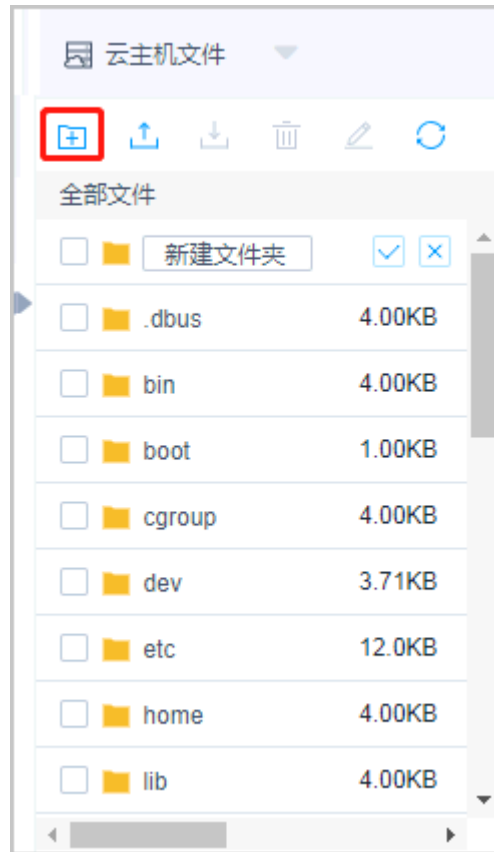 云主机文件
全部文件
新建文件夹
.dbus 4.00KB
bin 4.00KB
boot 1.00KB
cgroup 4.00KB
dev 3.71KB
etc 12.0KB
home 4.00KB
lib 4.00KB